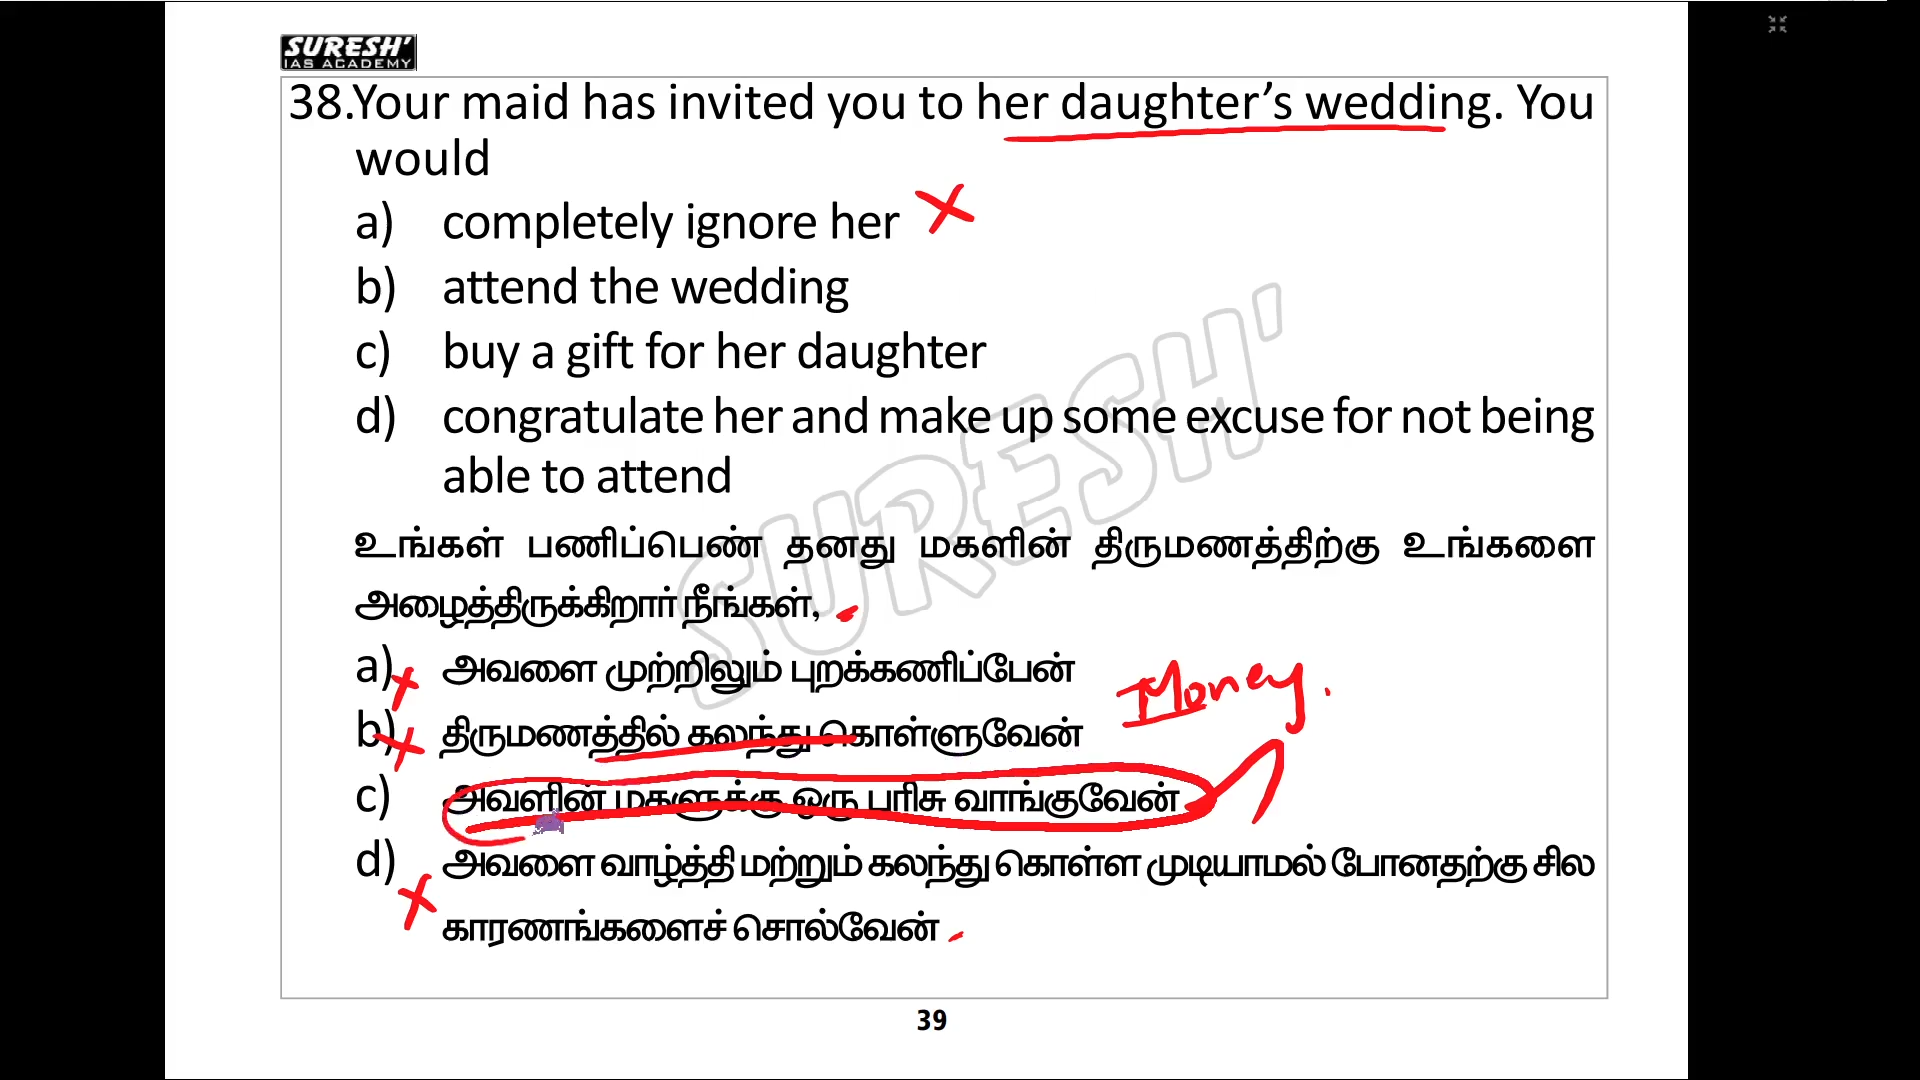 SURESH'
IAS ACADEMY
38.Your maid has invited you to her daughter’s wedding. You
would
a) completely ignore her
b) attend the wedding
c) buy a gift for her daughter
d) congratulate her and make up some excuse for not being
able to attend
உங்கள் பணிப்பெண் தனது மகளின் திருமணத்திற்கு உங்களை
அழைத்திருக்கிறார் நீங்கள்,
a) அவளை முற்றிலும் புறக்கணிப்பேன்
Money.
b) திருமணத்தில் கலந்து கொள்ளுவேன்
c) அவளின் மகளுக்கு ஒரு பரிசு வாங்குவேன்
d) அவளை வாழ்த்தி மற்றும் கலந்து கொள்ள முடியாமல் போனதற்கு சில
காரணங்களைச் சொல்வேன்
SURESH'
39